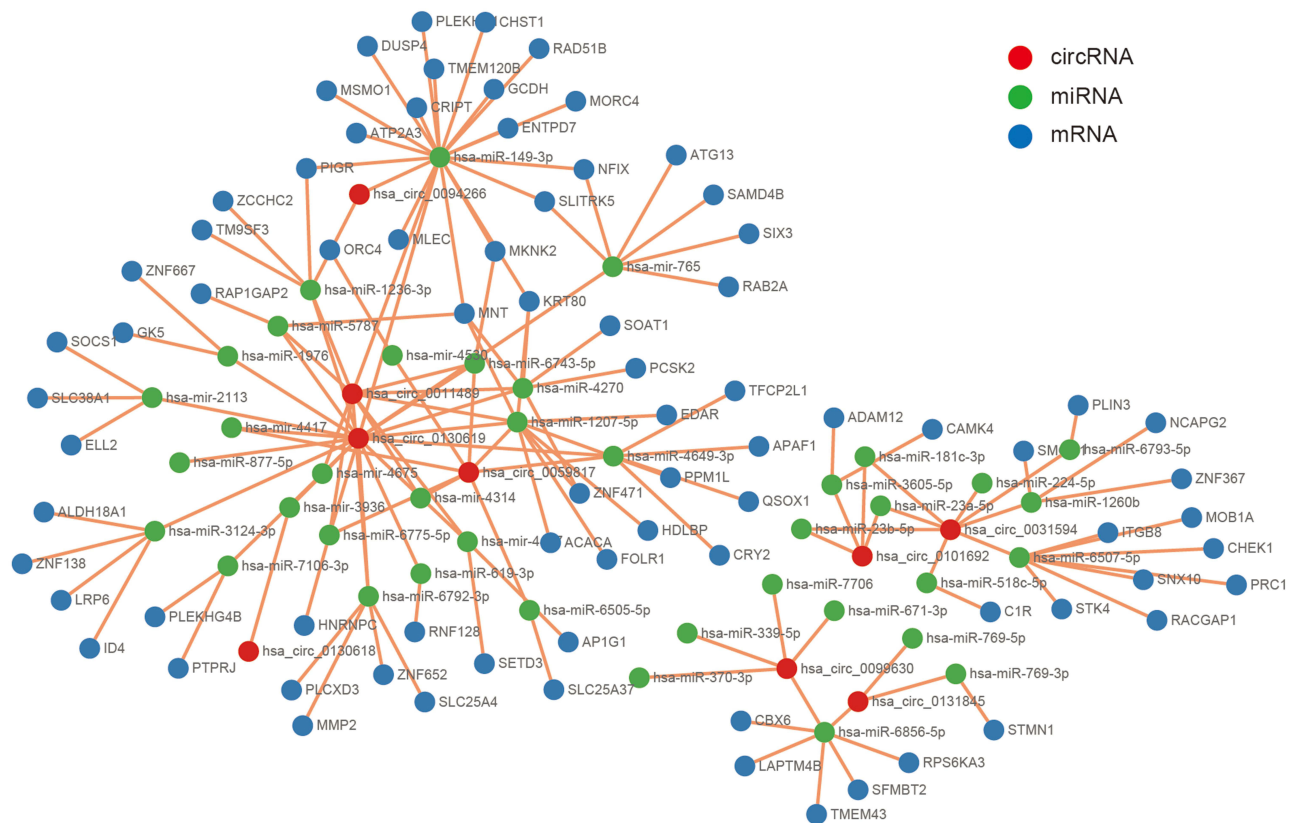 PLEKH
CHST1
DUSP4
RAD51B
circRNA
TMEM120B
MSMO1
GCDH
miRNA
CRIPT
MORC4
ATP2A3
ENTPD7
mRNA
hsa-miR-149-3p
ATG13
PIGR
NFIX
hsa_circ_0094266
SAMD4B
ZCCHC2
SLITRK5
TM9SF3
SIX3
ORC4
MLEC
MKNK2
hsa-mir-765
ZNF667
RAB2A
RAP1GAP2
hsa-miR-1236-3p
KRT80
MNT
SOAT1
hsa-miR-5787
GK5
SOCS1
hsa-miR-1976
hsa-mir-4530
hsa-miR-6743-5p
PCSK2
hsa-miR-4270
TFCP2L1
SLC38A1
hsa-mir-2113
hsa_circ_0011489
EDAR
ADAM12
PLIN3
NCAPG2
hsa-miR-1207-5p
hsa-mir-4417
CAMK4
ELL2
hsa_circ_0130619
APAF1
SM
hsa-miR-6793-5p
hsa-miR-877-5p
hsa-miR-4649-3p
hsa-miR-181c-3p
hsa-mir-4675
hsa_circ_0059817
PPM1L
hsa-miR-3605-5p
hsa-miR-224-5p
ZNF367
ZNF471
QSOX1
hsa-miR-23a-5p
hsa-miR-1260b
hsa-mir-4314
hsa-mir-3936
ALDH18A1
MOB1A
hsa-miR-23b-5p
hsa_circ_0031594
ITGB8
hsa-miR-3124-3p
HDLBP
hsa-miR-6775-5p
hsa-mir-4
ACACA
CHEK1
ZNF138
hsa-miR-7106-3p
FOLR1
CRY2
hsa_circ_0101692
hsa-miR-6507-5p
hsa-miR-619-3p
SNX10
PRC1
hsa-miR-7706
hsa-miR-518c-5p
LRP6
hsa-miR-6792-3p
PLEKHG4B
hsa-miR-6505-5p
hsa-miR-671-3p
C1R
STK4
RACGAP1
HNRNPC
RNF128
AP1G1
hsa-miR-339-5p
hsa-miR-769-5p
ID4
hsa_circ_0130618
SETD3
PTPRJ
hsa_circ_0099630
ZNF652
hsa-miR-370-3p
hsa-miR-769-3p
PLCXD3
SLC25A37
SLC25A4
hsa_circ_0131845
MMP2
CBX6
hsa-miR-6856-5p
STMN1
LAPTM4B
RPS6KA3
SFMBT2
TMEM43